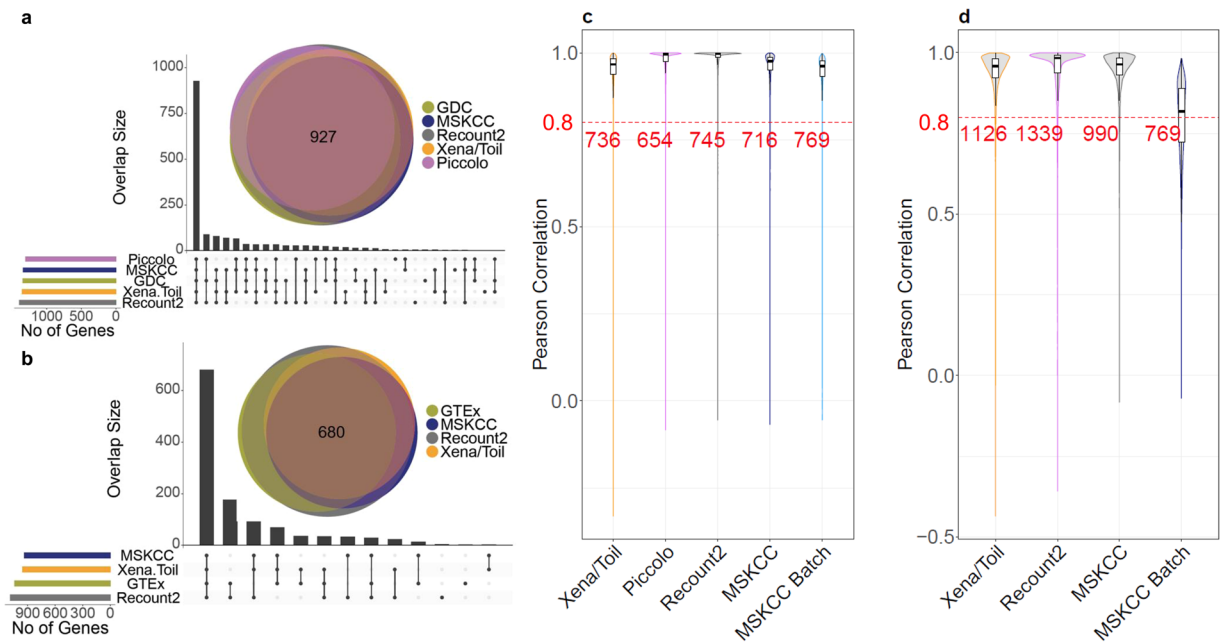 a
Overlap Size
1000
750
500
250
0
927
GDC
MSKCC
Recount2
Xena/Toil
Piccolo
Piccolo
MSKCC
GDC
Xena.Toil
Recount2
1000 500 0
No of Genes
b
Overlap Size
600
400
200
0
680
GTEx
MSKCC
Recount2
Xena/Toil
MSKCC
Xena.Toil
GTEx
Recount2
900 600 300 0
No of Genes
c
Pearson Correlation
1.0
0.8
0.5
0.0
736 654 745 716 769
Xena/Toil
Piccolo
Recount2
MSKCC
MSKCC Batch
d
Pearson Correlation
1.0
0.8
0.5
0.0
−0.5
1126 1339 990 769
Xena/Toil
Recount2
MSKCC
MSKCC Batch